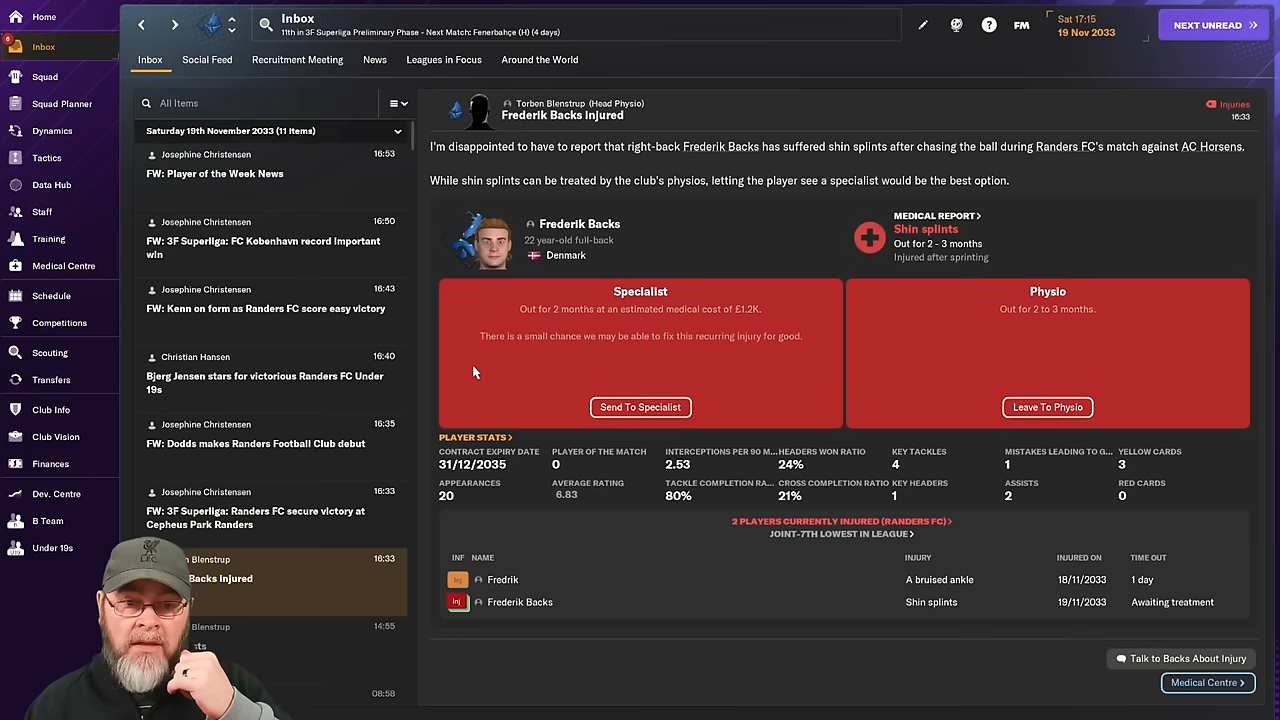 Home
6
Inbox
Squad
Squad Planner
Dynamics
Tactics
Data Hub
Staff
Training
Medical Centre
Schedule
Competitions
Scouting
Transfers
Club Info
Club Vision
Finances
Dev. Centre
B Team
U19
Under 19s
Inbox
11th in 3F Superliga Preliminary Phase - Next Match: Fenerbahçe (H) (4 days)
FM
Sat 17:15
19 Nov 2033
NEXT UNREAD
Inbox
Social Feed
Recruitment Meeting
News
Leagues in Focus
Around the World
All Items
Saturday 19th November 2033 (11 Items)
Josephine Christensen 16:53
FW: Player of the Week News
Josephine Christensen 16:50
FW: 3F Superliga: FC København record important
win
Josephine Christensen 16:43
FW: Kenn on form as Randers FC score easy victory
Christian Hansen 16:40
Bjerg Jensen stars for victorious Randers FC Under
19s
Josephine Christensen 16:35
FW: Dodds makes Randers Football Club debut
Josephine Christensen 16:33
FW: 3F Superliga: Randers FC secure victory at
Cepheus Park Randers
Blenstrup 16:33
Backs injured
Blenstrup 14:55
08:58
L.F.C.
Torben Blenstrup (Head Physio)
Frederik Backs injured
Injuries
16:33
I'm disappointed to have to report that right-back Frederik Backs has suffered shin splints after chasing the ball during Randers FC's match against AC Horsens.
While shin splints can be treated by the club's physios, letting the player see a specialist would be the best option.
Frederik Backs
22 year-old full-back
Denmark
MEDICAL REPORT
Shin splints
Out for 2 - 3 months
Injured after sprinting
Specialist
Out for 2 months at an estimated medical cost of £1.2K.
There is a small chance we may be able to fix this recurring injury for good.
Send To Specialist
Physio
Out for 2 to 3 months.
Leave To Physio
PLAYER STATS
CONTRACT EXPIRY DATE PLAYER OF THE MATCH INTERCEPTIONS PER 90 M... HEADERS WON RATIO KEY TACKLES MISTAKES LEADING TO G... YELLOW CARDS
31/12/2035 0 2.53 24% 4 1 3
APPEARANCES AVERAGE RATING TACKLE COMPLETION RA... CROSS COMPLETION RATIO KEY HEADERS ASSISTS RED CARDS
20 6.83 80% 21% 1 2 0
2 PLAYERS CURRENTLY INJURED (RANDERS FC)
JOINT-7TH LOWEST IN LEAGUE
INF NAME INJURY INJURED ON TIME OUT
Inj Fredrik A bruised ankle 18/11/2033 1 day
Inj Frederik Backs Shin splints 19/11/2033 Awaiting treatment
Talk to Backs About Injury
Medical Centre